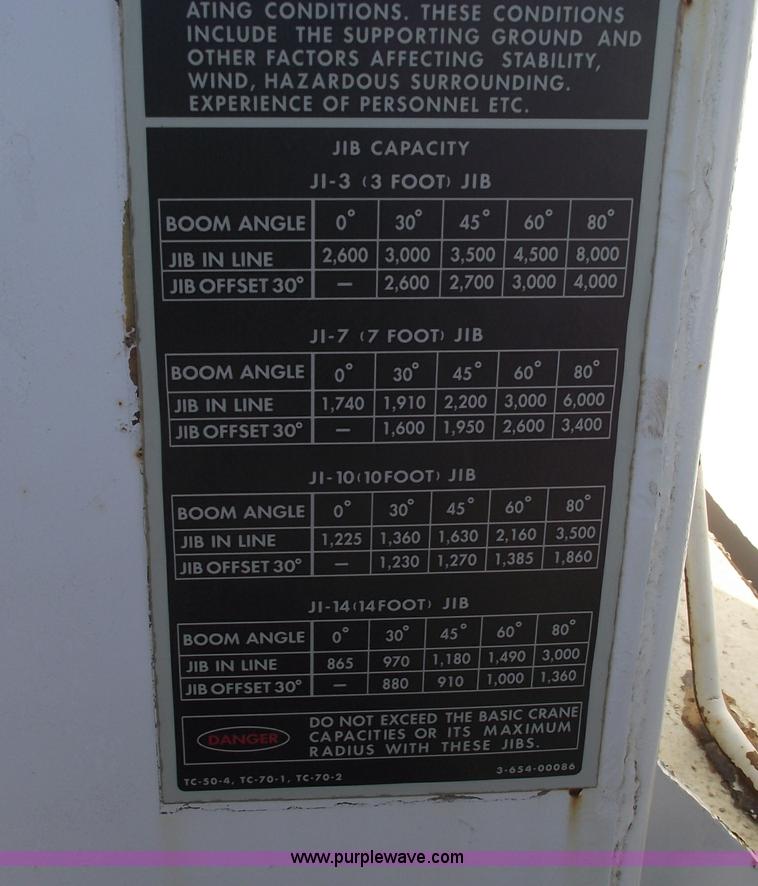 ATING CONDITIONS. THESE CONDITIONS
INCLUDE THE SUPPORTING GROUND AND
OTHER FACTORS AFFECTING STABILITY,
WIND, HAZARDOUS SURROUNDING.
EXPERIENCE OF PERSONNEL ETC.
JIB CAPACITY
JI-3 (3 FOOT) JIB
BOOM ANGLE 0° 30° 45° 60° 80°
JIB IN LINE 2,600 3,000 3,500 4,500 8,000
JIB OFFSET 30° — 2,600 2,700 3,000 4,000
JI-7 (7 FOOT) JIB
BOOM ANGLE 0° 30° 45° 60° 80°
JIB IN LINE 1,740 1,910 2,200 3,000 6,000
JIB OFFSET 30° — 1,600 1,950 2,600 3,400
JI-10 (10 FOOT) JIB
BOOM ANGLE 0° 30° 45° 60° 80°
JIB IN LINE 1,225 1,360 1,630 2,160 3,500
JIB OFFSET 30° — 1,230 1,270 1,385 1,860
JI-14 (14 FOOT) JIB
BOOM ANGLE 0° 30° 45° 60° 80°
JIB IN LINE 865 970 1,180 1,490 3,000
JIB OFFSET 30° — 880 910 1,000 1,360
DANGER
DO NOT EXCEED THE BASIC CRANE
CAPACITIES OR ITS MAXIMUM
RADIUS WITH THESE JIBS.
TC-50-4, TC-70-1, TC-70-2 3-654-00086
www.purplewave.com